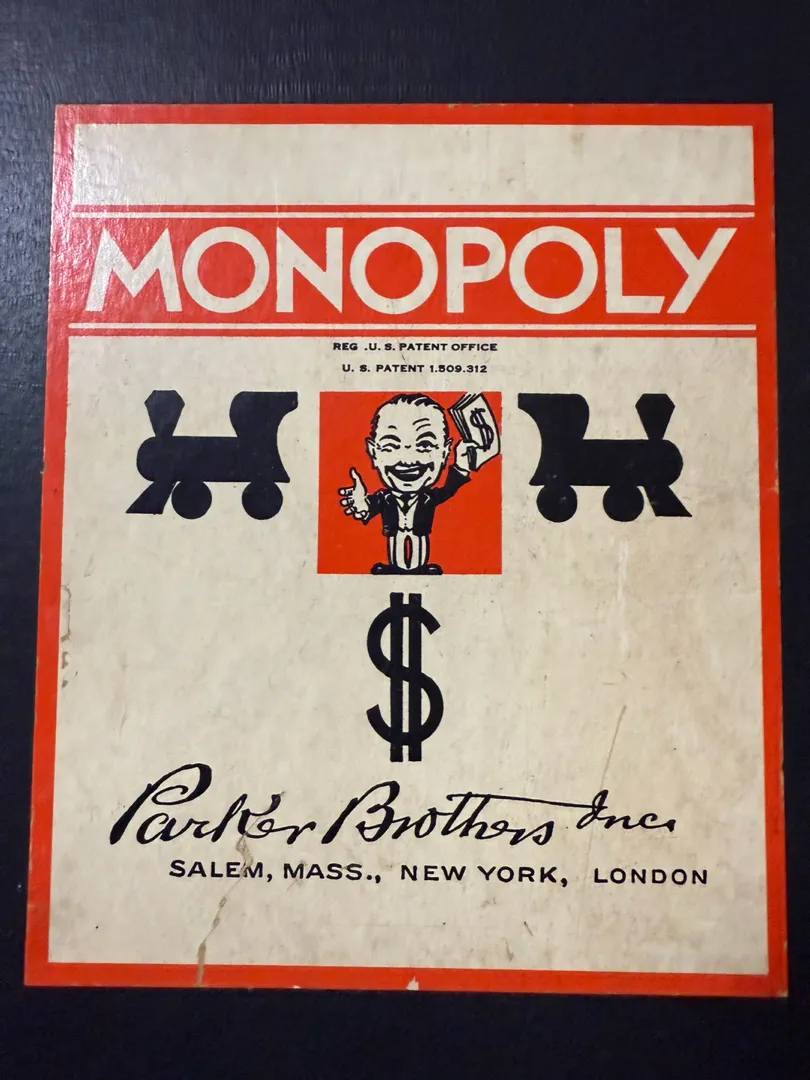 MONOPOLY
REG .U. S. PATENT OFFICE
U. S. PATENT 1.509.312
$
$
Parker Brothers Inc.
SALEM, MASS., NEW YORK, LONDON